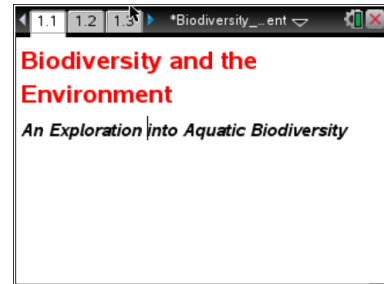 1.1 1.2 1.3 *Biodiversity_...ent
Biodiversity and the
Environment
An Exploration into Aquatic Biodiversity